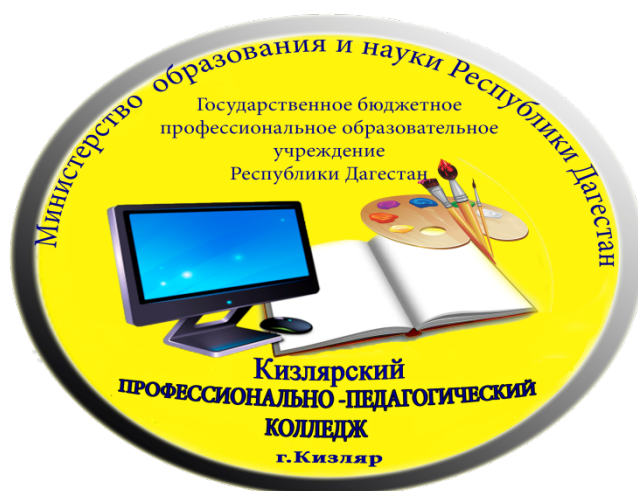 Министерство образования и науки Республики Дагестан
Государственное бюджетное
профессиональное образовательное
учреждение
Республики Дагестан
Кизлярский
ПРОФЕССИОНАЛЬНО -ПЕДАГОГИЧЕСКИЙ
КОЛЛЕДЖ
г.Кизляр